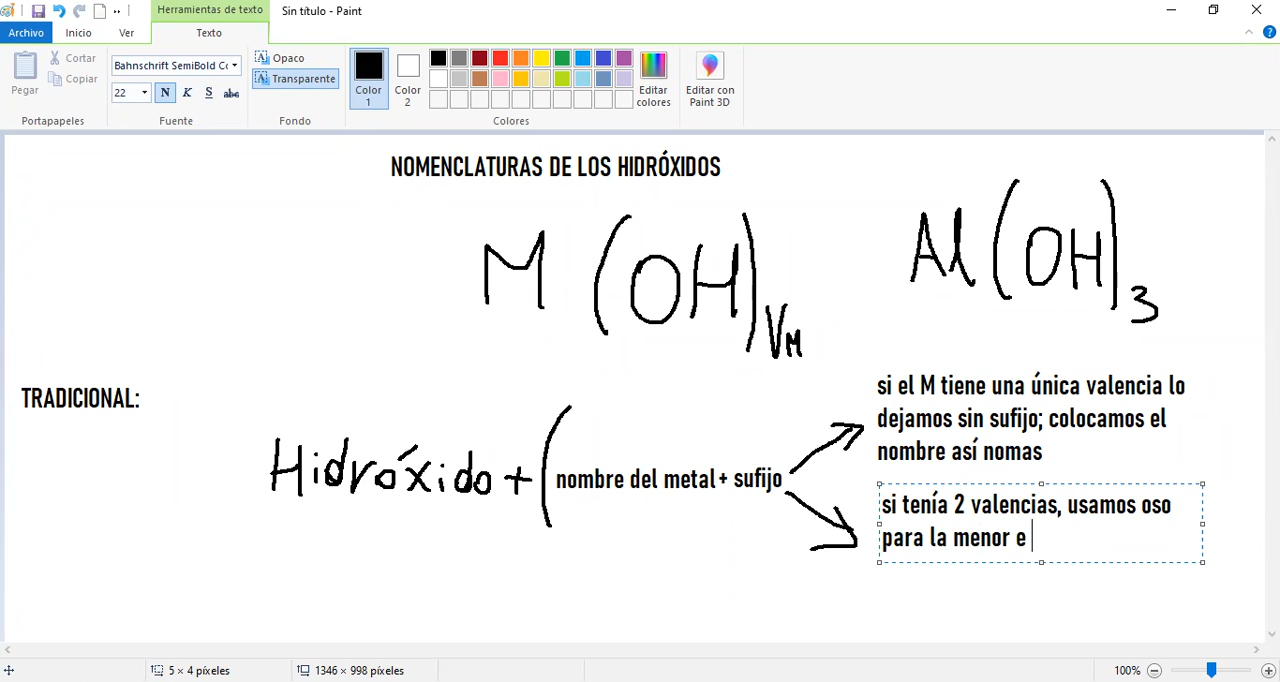 Herramientas de texto
Sin título - Paint
Archivo
Inicio
Ver
Texto
Pegar
Cortar
Copiar
Portapapeles
Bahnschrift SemiBold Co
22
N K S abc
Fuente
Opaco
Transparente
Fondo
Color 1
Color 2
Colores
Editar colores
Editar con Paint 3D
NOMENCLATURAS DE LOS HIDRÓXIDOS
M (OH)VM
Al(OH)3
TRADICIONAL:
Hidróxido + ( nombre del metal + sufijo
si el M tiene una única valencia lo
dejamos sin sufijo; colocamos el
nombre así nomas
si tenía 2 valencias, usamos oso
para la menor e
5 × 4 píxeles
1346 × 998 píxeles
100%